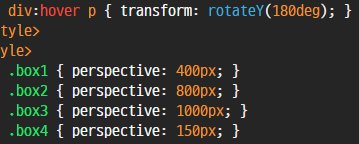 div:hover p { transform: rotateY(180deg); }
tyle>
yle>
.box1 { perspective: 400px; }
.box2 { perspective: 800px; }
.box3 { perspective: 1000px; }
.box4 { perspective: 150px; }